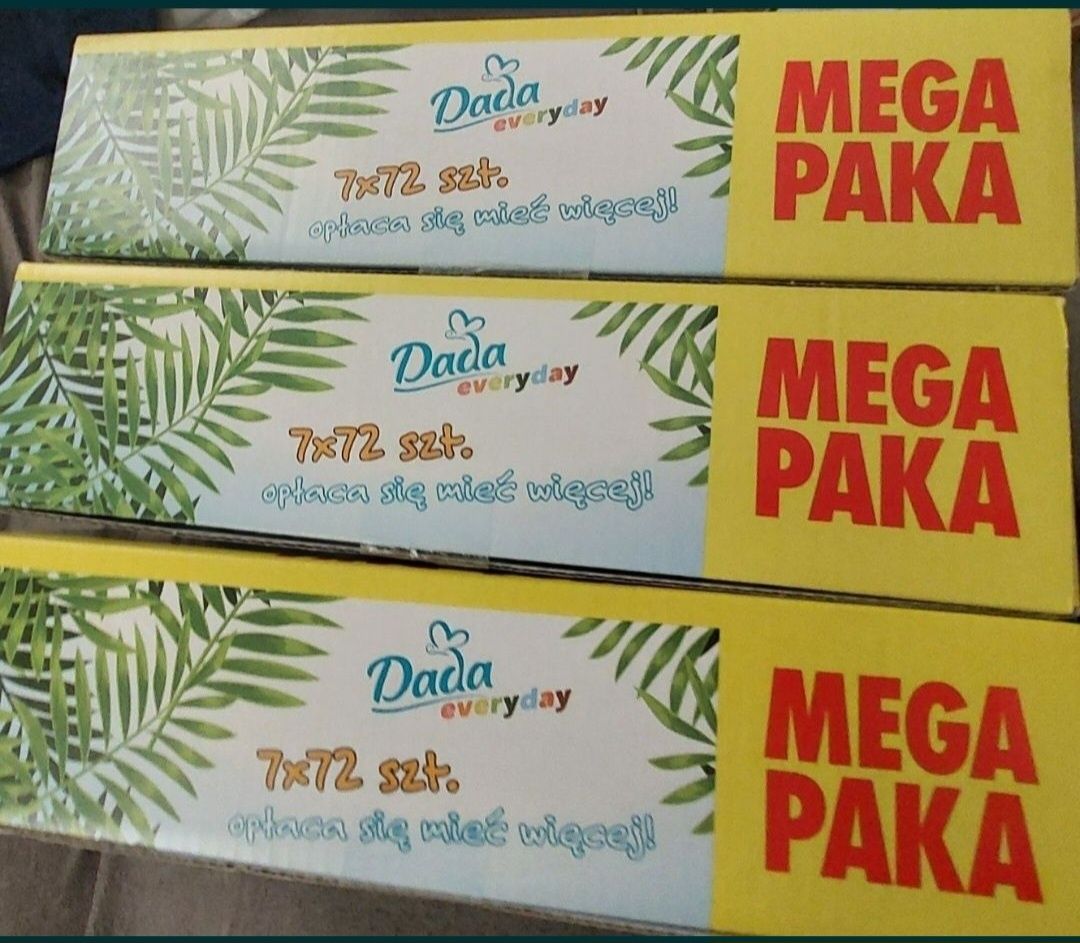 Dada
everyday
7x72 szt.
opłaca się mieć więcej!
MEGA
PAKA
Dada
everyday
7x72 szt.
opłaca się mieć więcej!
MEGA
PAKA
Dada
everyday
7x72 szt.
opłaca się mieć więcej!
MEGA
PAKA